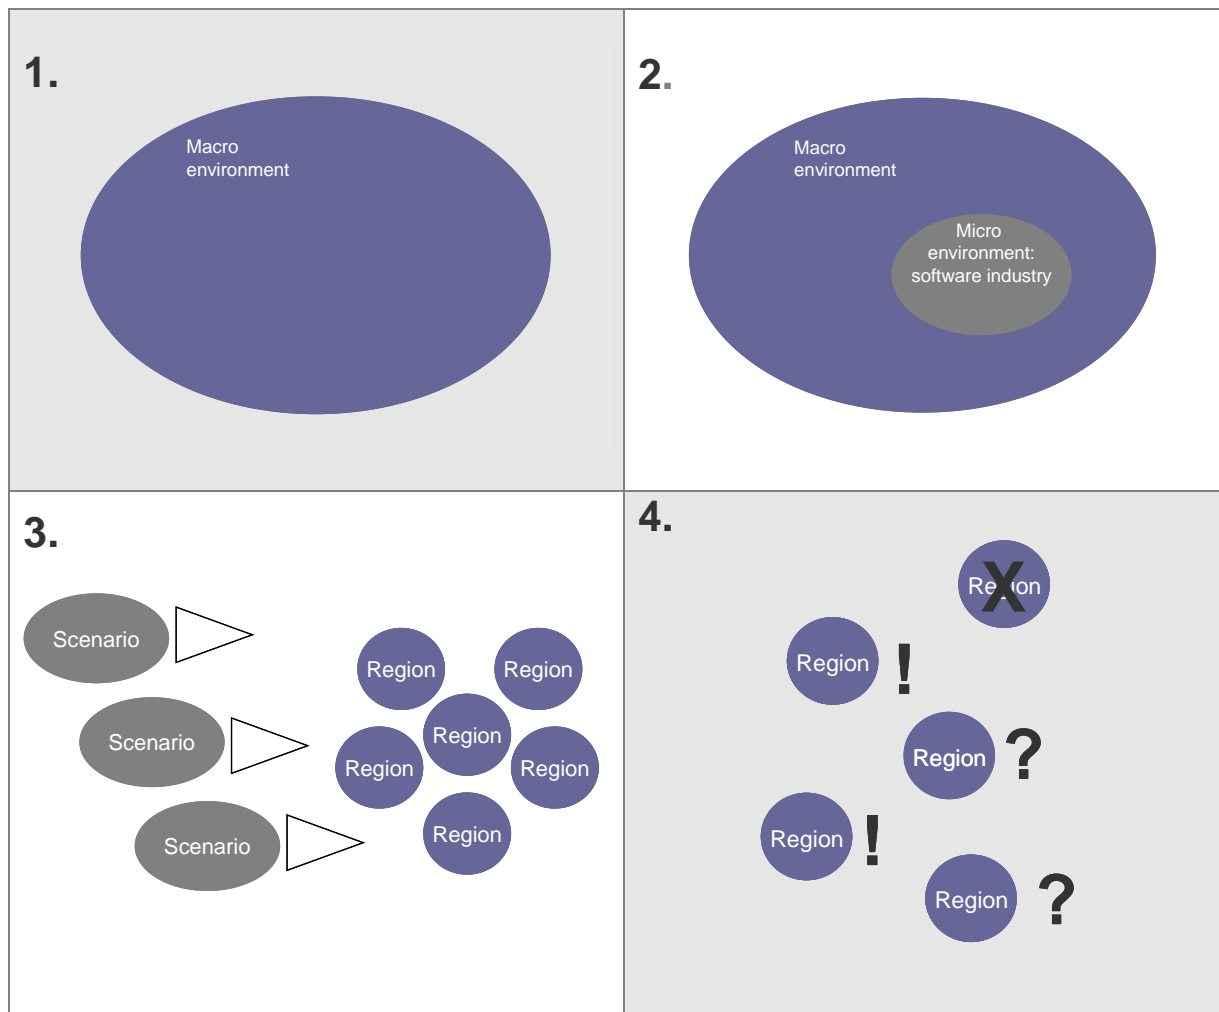 1.
Macro
environment
2.
Macro
environment
Micro
environment:
software industry
3.
Scenario
Scenario
Scenario
Region
Region
Region
Region
Region
Region
4.
Region
X
Region
!
Region
?
Region
!
Region
?